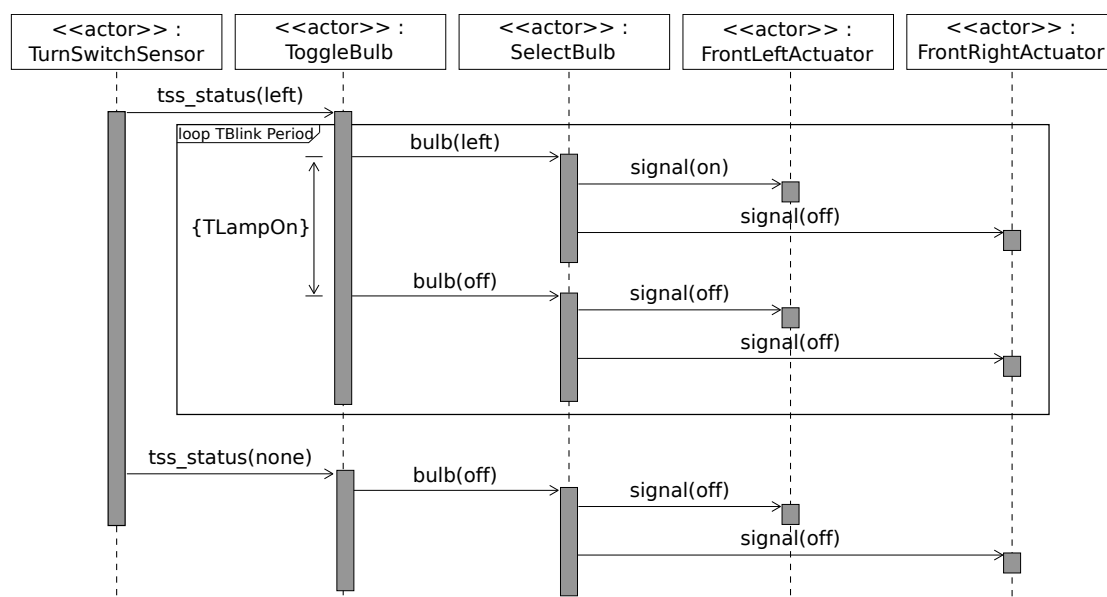 <<actor>> :
TurnSwitchSensor
<<actor>> :
ToggleBulb
<<actor>> :
SelectBulb
<<actor>> :
FrontLeftActuator
<<actor>> :
FrontRightActuator
tss_status(left)
loop TBlink Period
bulb(left)
signal(on)
signal(off)
{TLampOn}
bulb(off)
signal(off)
signal(off)
tss_status(none)
bulb(off)
signal(off)
signal(off)